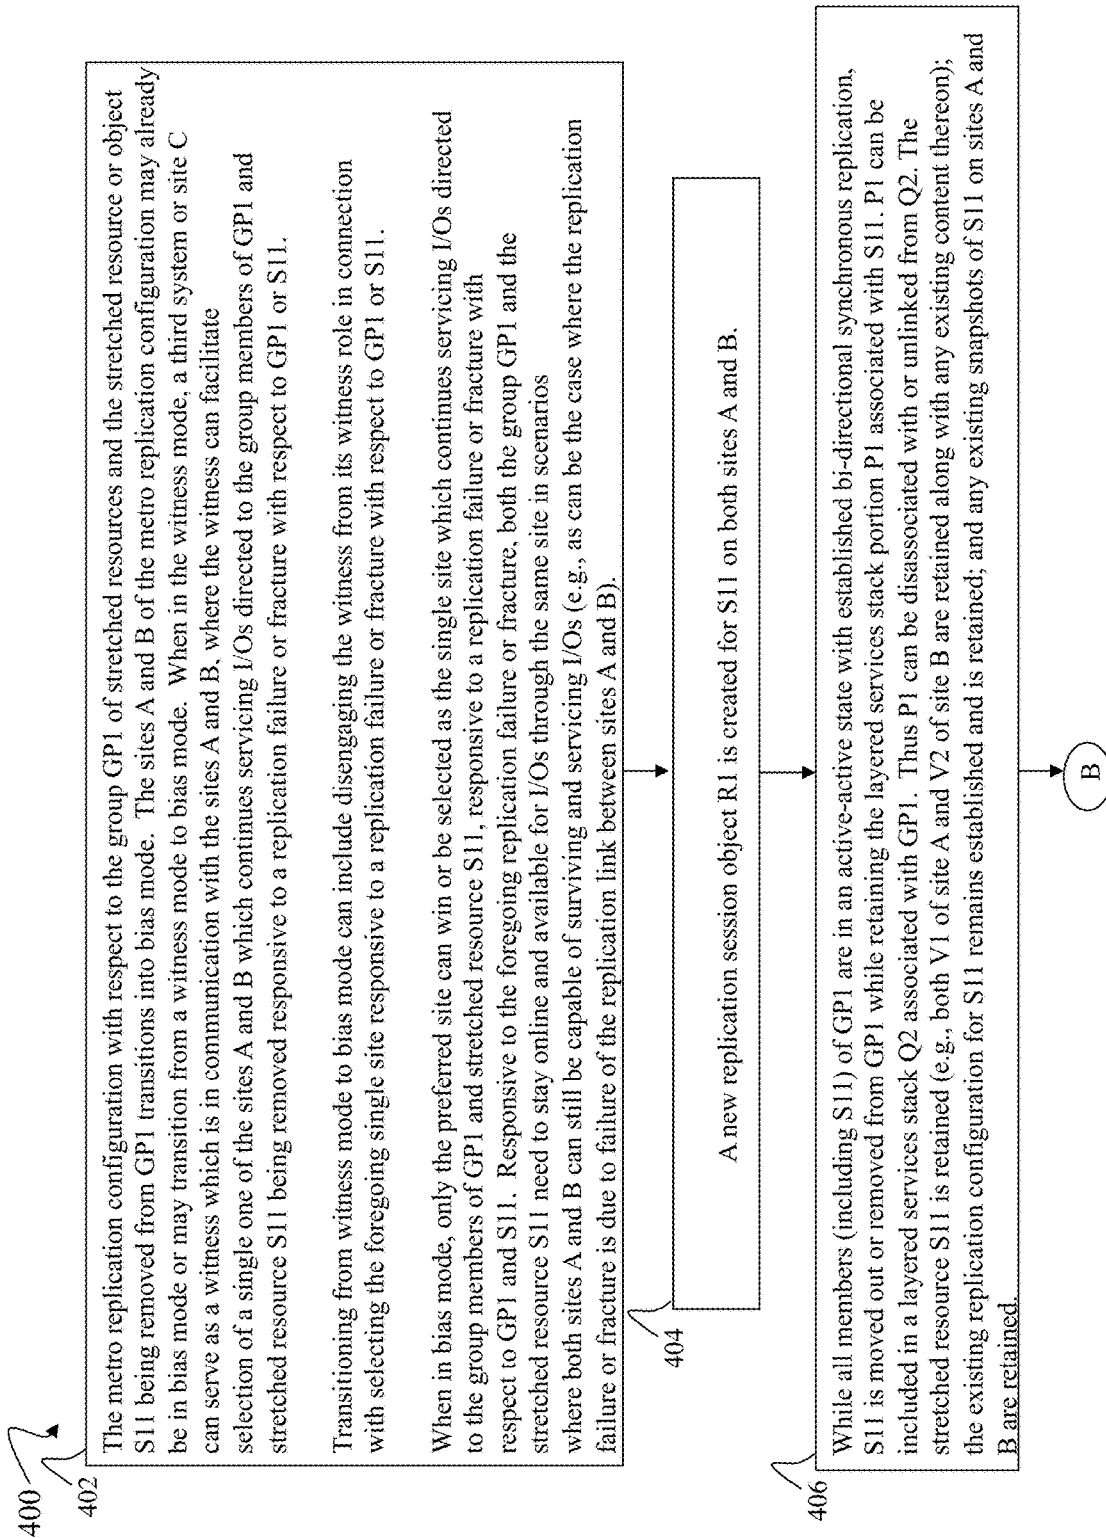 400
402
The metro replication configuration with respect to the group GP1 of stretched resources and the stretched resource or object
S11 being removed from GP1 transitions into bias mode. The sites A and B of the metro replication configuration may already
be in bias mode or may transition from a witness mode to bias mode. When in the witness mode, a third system or site C
can serve as a witness which is in communication with the sites A and B, where the witness can facilitate
selection of a single one of the sites A and B which continues servicing I/Os directed to the group members of GP1 and
stretched resource S11 being removed responsive to a replication failure or fracture with respect to GP1 or S11.
Transitioning from witness mode to bias mode can include disengaging the witness from its witness role in connection
with selecting the foregoing single site responsive to a replication failure or fracture with respect to GP1 or S11.
When in bias mode, only the preferred site can win or be selected as the single site which continues servicing I/Os directed
to the group members of GP1 and stretched resource S11, responsive to a replication failure or fracture with
respect to GP1 and S11. Responsive to the foregoing replication failure or fracture, both the group GP1 and the
stretched resource S11 need to stay online and available for I/Os through the same site in scenarios
where both sites A and B can still be capable of surviving and servicing I/Os (e.g., as can be the case where the replication
failure or fracture is due to failure of the replication link between sites A and B).
404
A new replication session object R1 is created for S11 on both sites A and B.
406
While all members (including S11) of GP1 are in an active-active state with established bi-directional synchronous replication,
S11 is moved out or removed from GP1 while retaining the layered services stack portion P1 associated with S11. P1 can be
included in a layered services stack Q2 associated with GP1. Thus P1 can be disassociated with or unlinked from Q2. The
stretched resource S11 is retained (e.g., both V1 of site A and V2 of site B are retained along with any existing content thereon);
the existing replication configuration for S11 remains established and is retained; and any existing snapshots of S11 on sites A and
B are retained.
B